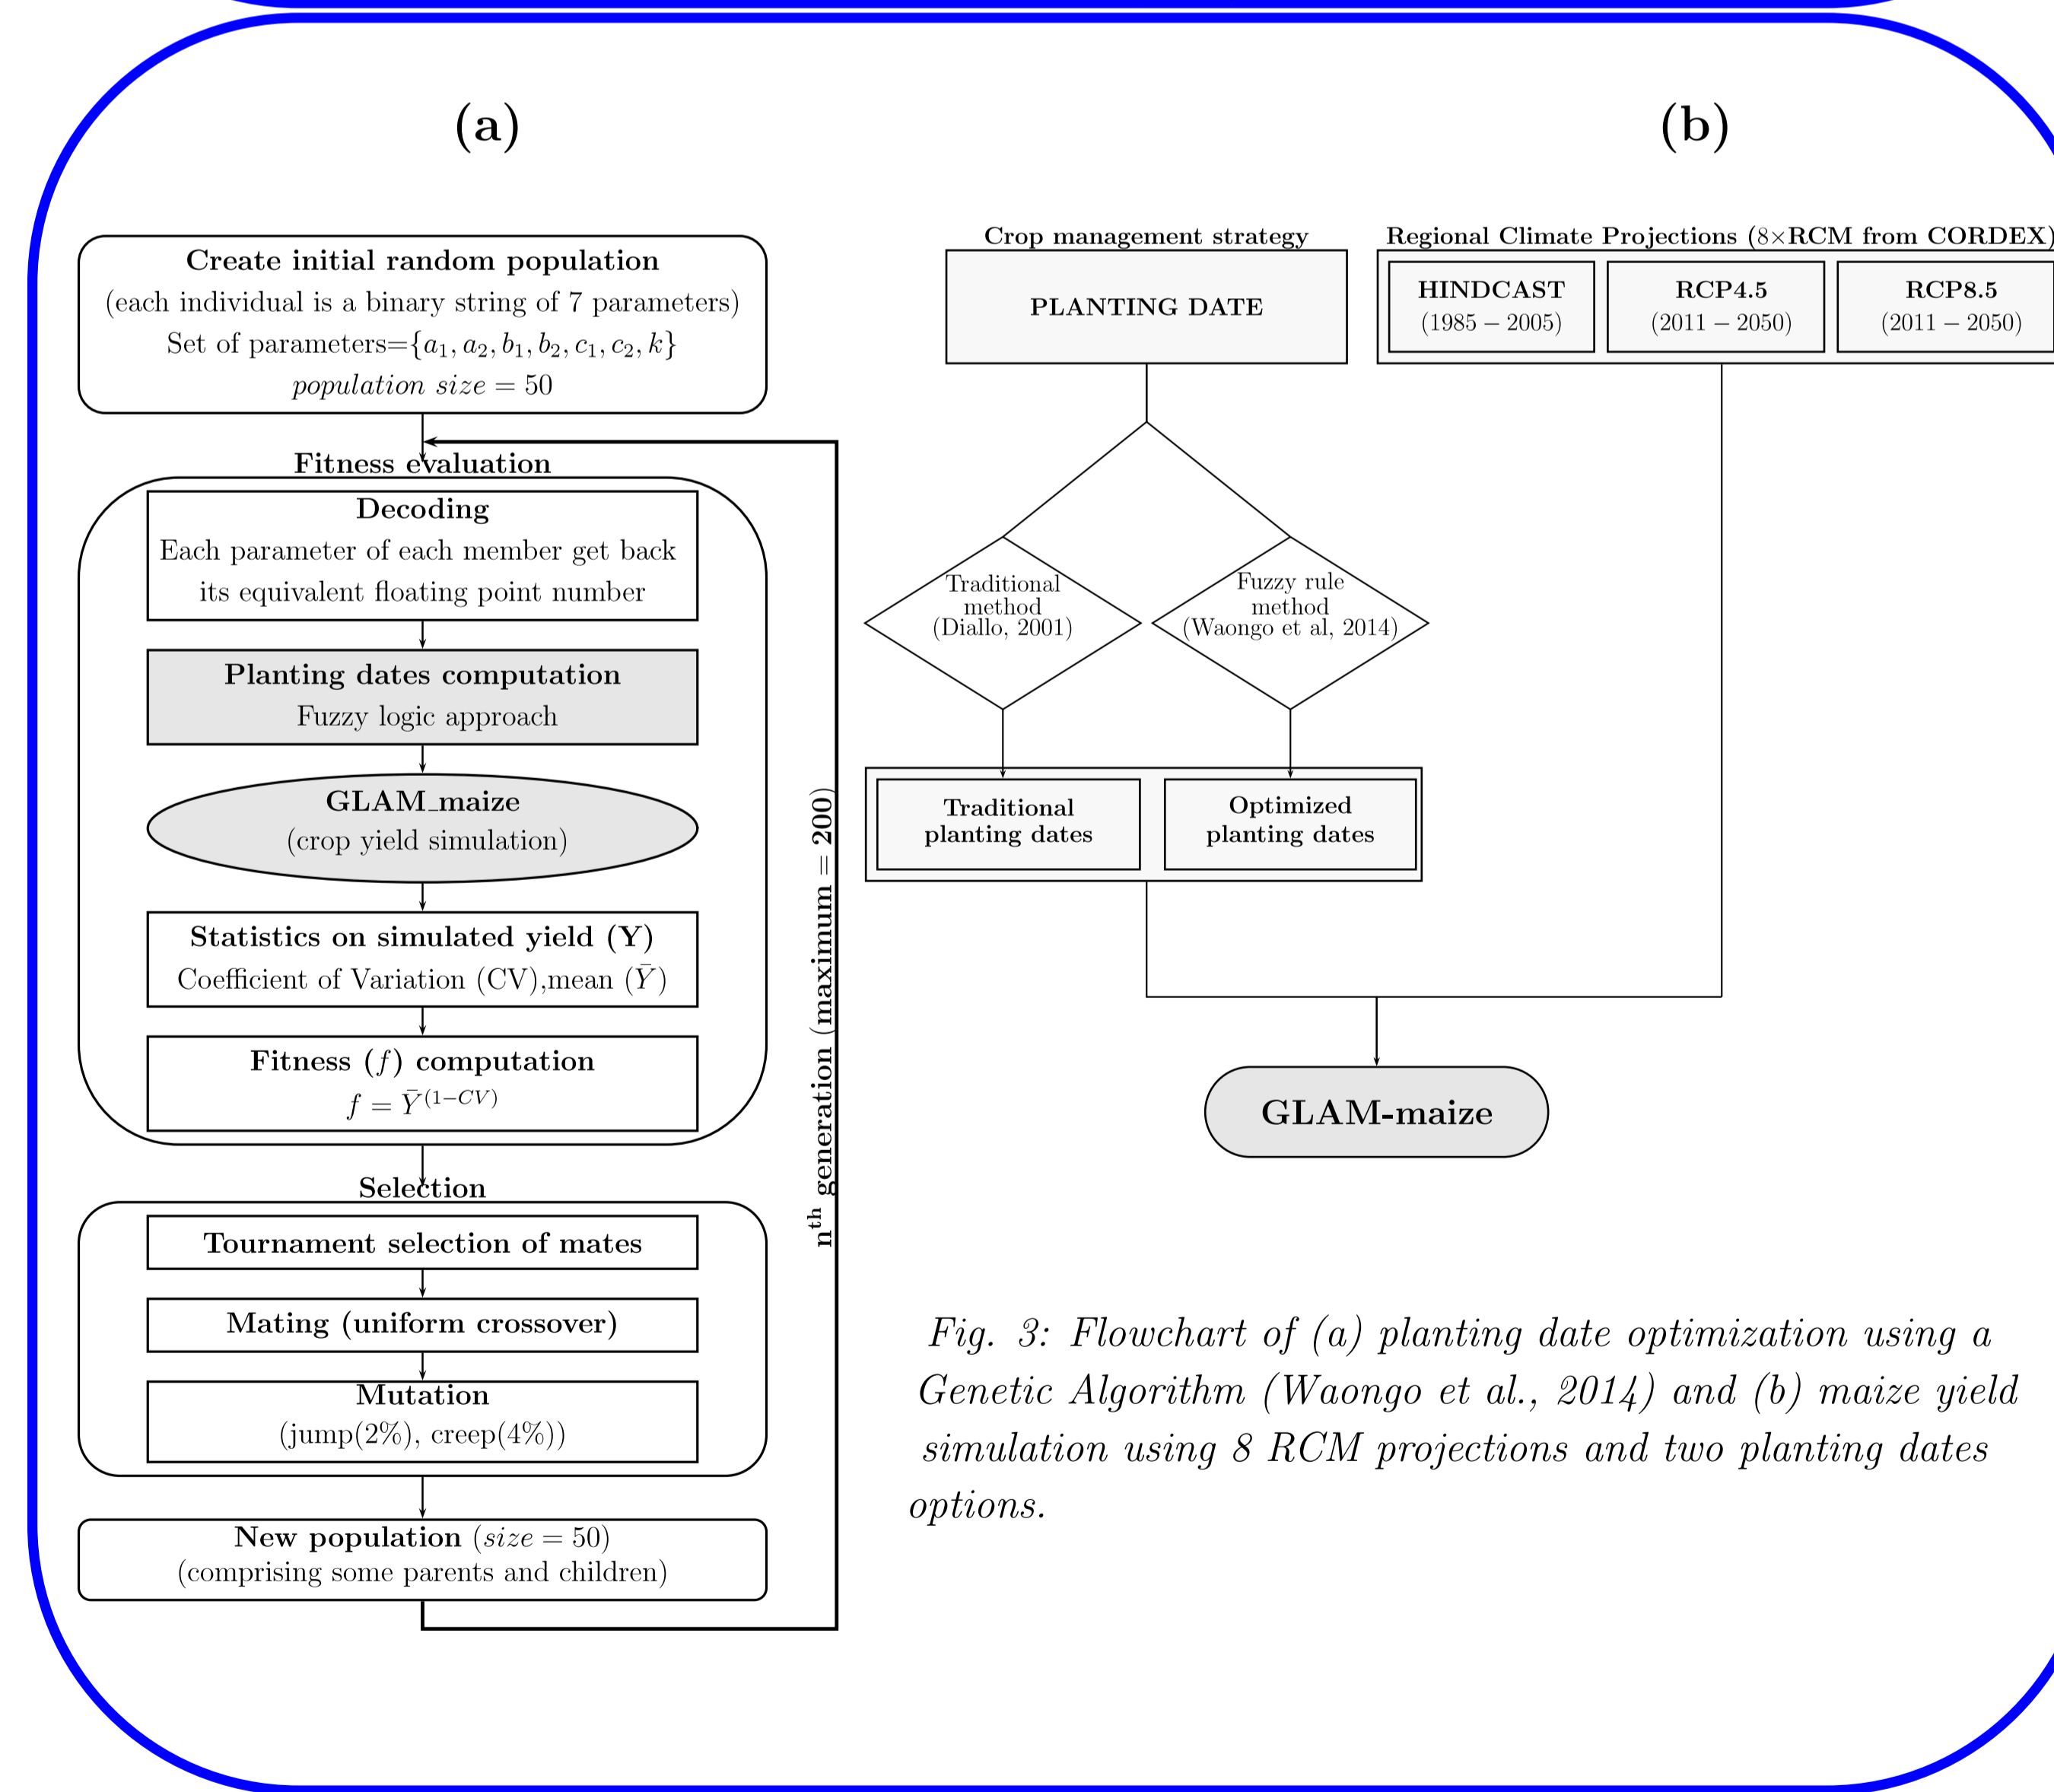 (a)
Create initial random population
(each individual is a binary string of 7 parameters)
Set of parameters={a₁, a₂, b₁, b₂, c₁, c₂, k}
population size = 50
Fitness evaluation
Decoding
Each parameter of each member get back
its equivalent floating point number
Planting dates computation
Fuzzy logic approach
GLAM_maize
(crop yield simulation)
Statistics on simulated yield (Y)
Coefficient of Variation (CV),mean (Ȳ)
Fitness (f) computation
f = Ȳ⁽¹⁻ᶜⱽ⁾
Selection
Tournament selection of mates
Mating (uniform crossover)
Mutation
(jump(2%), creep(4%))
New population (size = 50)
(comprising some parents and children)
nᵗʰ generation (maximum = 200)
(b)
Crop management strategy
PLANTING DATE
Regional Climate Projections (8×RCM from CORDEX)
HINDCAST
(1985 − 2005)
RCP4.5
(2011 − 2050)
RCP8.5
(2011 − 2050)
Traditional
method
(Diallo, 2001)
Fuzzy rule
method
(Waongo et al, 2014)
Traditional
planting dates
Optimized
planting dates
GLAM-maize
Fig. 3: Flowchart of (a) planting date optimization using a
Genetic Algorithm (Waongo et al., 2014) and (b) maize yield
simulation using 8 RCM projections and two planting dates
options.